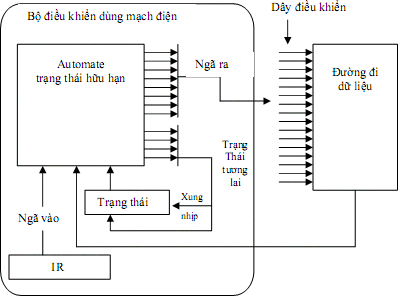 Bộ điều khiển dùng mạch điện
Dây điều khiển
Automate
trạng thái hữu hạn
Ngã ra
Đường đi
dữ liệu
Trạng
Thái
tương
lai
Trạng thái
Xung
nhịp
Ngã vào
IR